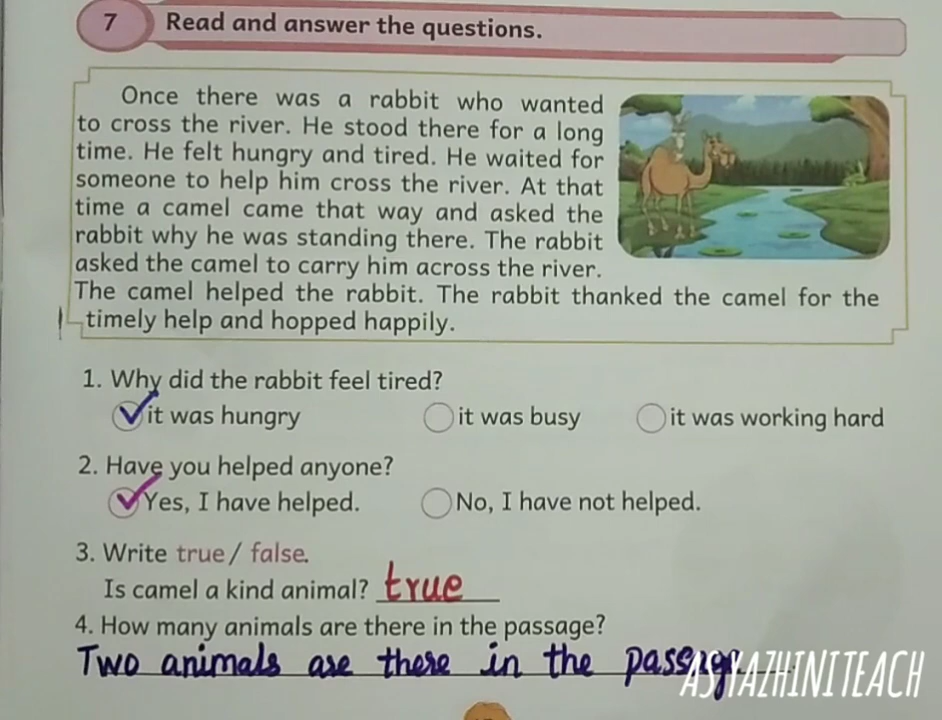 7 Read and answer the questions.
Once there was a rabbit who wanted
to cross the river. He stood there for a long
time. He felt hungry and tired. He waited for
someone to help him cross the river. At that
time a camel came that way and asked the
rabbit why he was standing there. The rabbit
asked the camel to carry him across the river.
The camel helped the rabbit. The rabbit thanked the camel for the
timely help and hopped happily.
1. Why did the rabbit feel tired?
it was hungry it was busy it was working hard
2. Have you helped anyone?
Yes, I have helped. No, I have not helped.
3. Write true / false.
Is camel a kind animal? true
4. How many animals are there in the passage?
Two animals are there in the passage